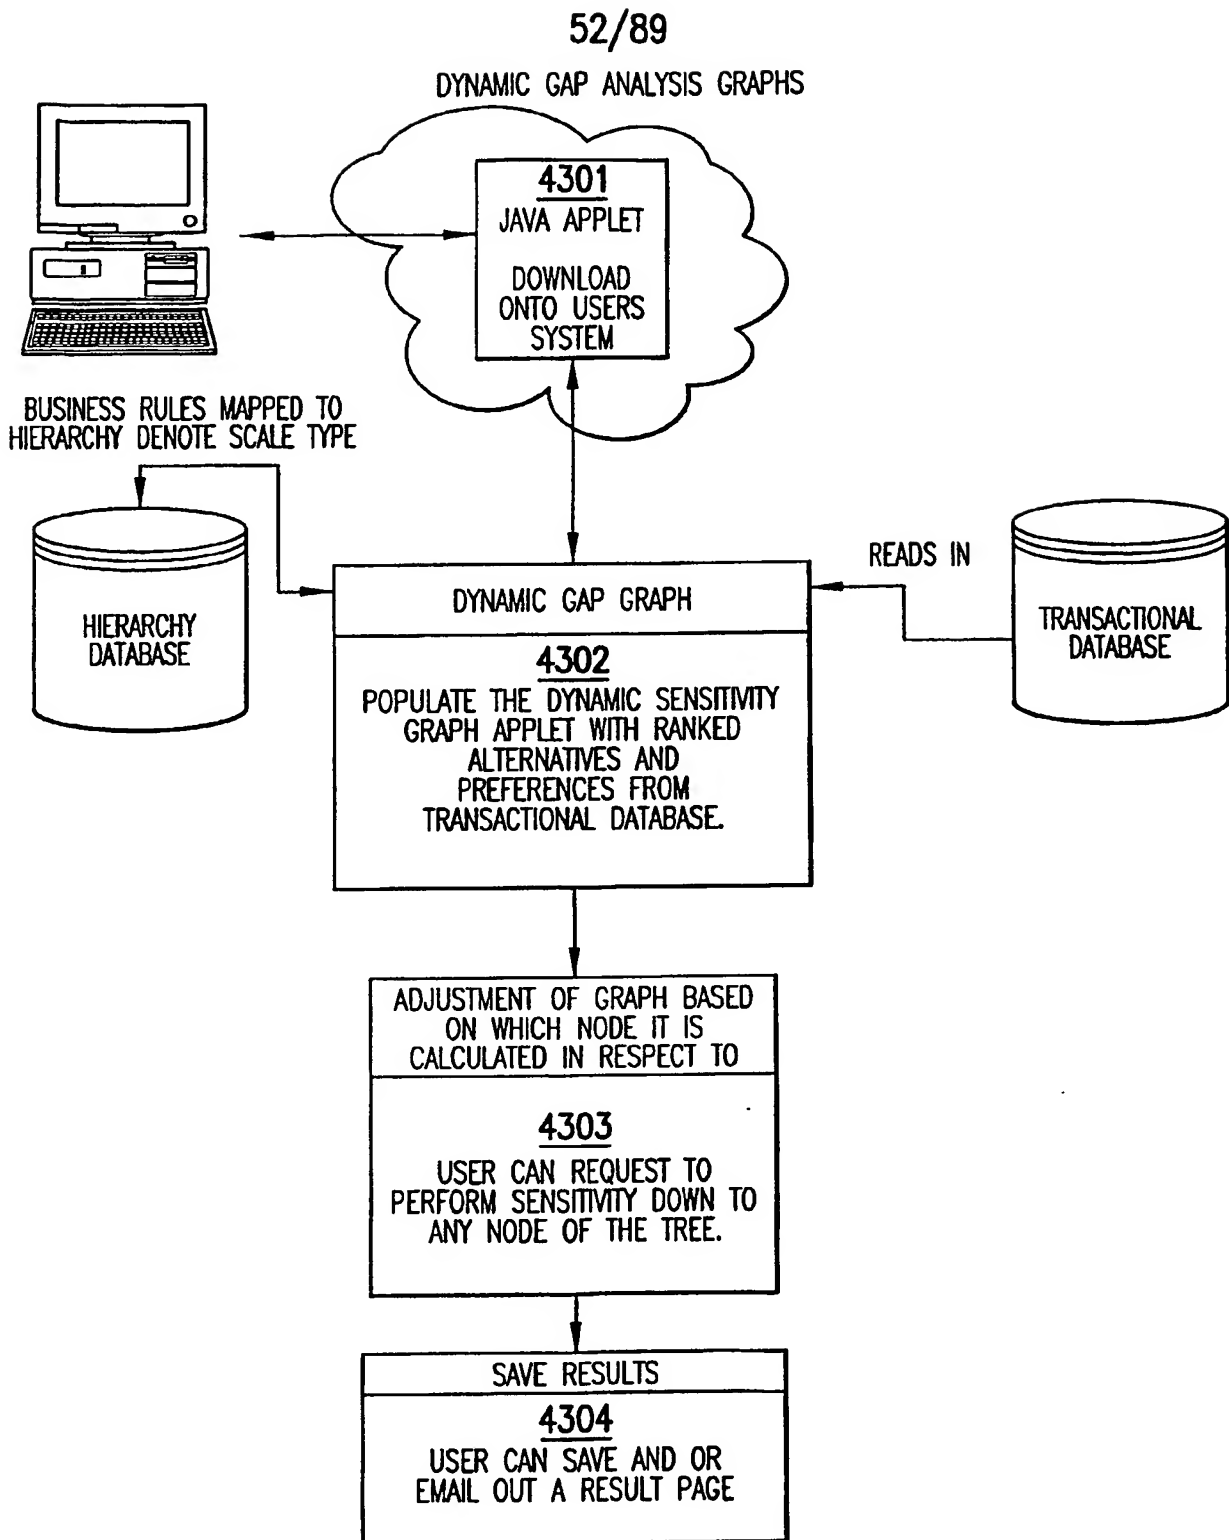 52/89
DYNAMIC GAP ANALYSIS GRAPHS
4301
JAVA APPLET
DOWNLOAD
ONTO USERS
SYSTEM
BUSINESS RULES MAPPED TO
HIERARCHY DENOTE SCALE TYPE
HIERARCHY
DATABASE
READS IN
TRANSACTIONAL
DATABASE
DYNAMIC GAP GRAPH
4302
POPULATE THE DYNAMIC SENSITIVITY
GRAPH APPLET WITH RANKED
ALTERNATIVES AND
PREFERENCES FROM
TRANSACTIONAL DATABASE.
ADJUSTMENT OF GRAPH BASED
ON WHICH NODE IT IS
CALCULATED IN RESPECT TO
4303
USER CAN REQUEST TO
PERFORM SENSITIVITY DOWN TO
ANY NODE OF THE TREE.
SAVE RESULTS
4304
USER CAN SAVE AND OR
EMAIL OUT A RESULT PAGE